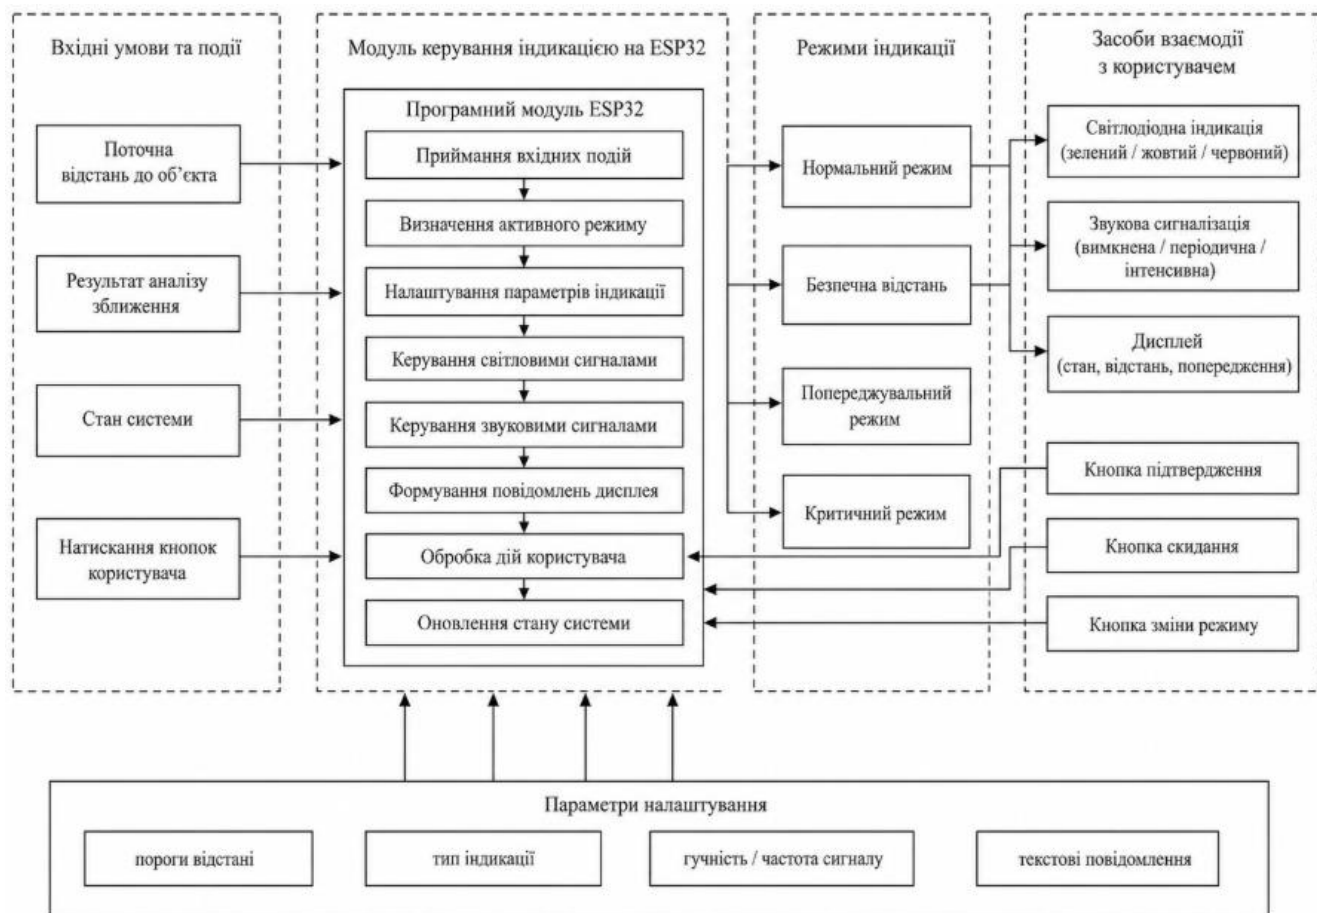 Вхідні умови та події
Поточна
відстань до об’єкта
Результат аналізу
зближення
Стан системи
Натискання кнопок
користувача
Модуль керування індикацією на ESP32
Програмний модуль ESP32
Приймання вхідних подій
Визначення активного режиму
Налаштування параметрів індикації
Керування світловими сигналами
Керування звуковими сигналами
Формування повідомлень дисплея
Обробка дій користувача
Оновлення стану системи
Режими індикації
Нормальний режим
Безпечна відстань
Попереджувальний
режим
Критичний режим
Засоби взаємодії
з користувачем
Світлодіодна індикація
(зелений / жовтий / червоний)
Звукова сигналізація
(вимкнена / періодична /
інтенсивна)
Дисплей
(стан, відстань, попередження)
Кнопка підтвердження
Кнопка скидання
Кнопка зміни режиму
Параметри налаштування
пороги відстані
тип індикації
гучність / частота сигналу
текстові повідомлення